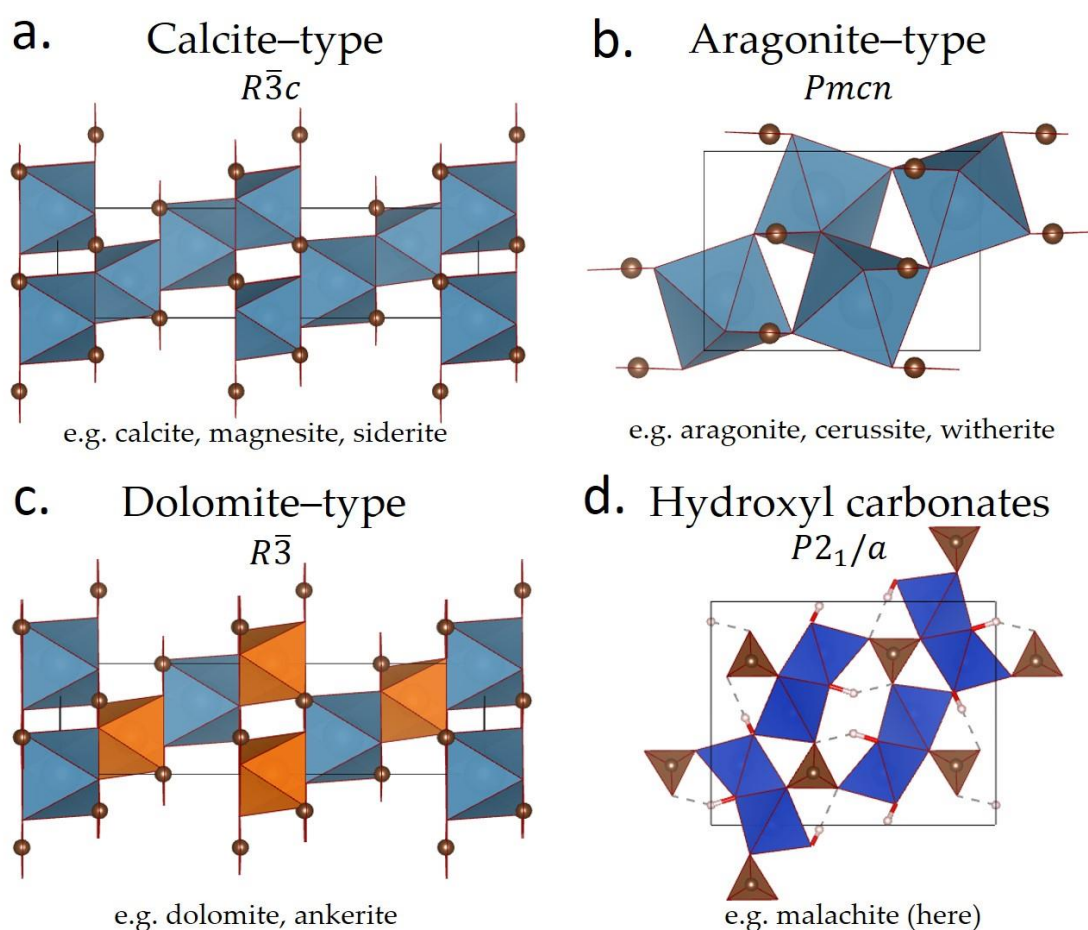 a. Calcite–type
R3̅c
e.g. calcite, magnesite, siderite
b. Aragonite–type
Pmcn
e.g. aragonite, cerussite, witherite
c. Dolomite–type
R3̅
e.g. dolomite, ankerite
d. Hydroxyl carbonates
P2₁/a
e.g. malachite (here)